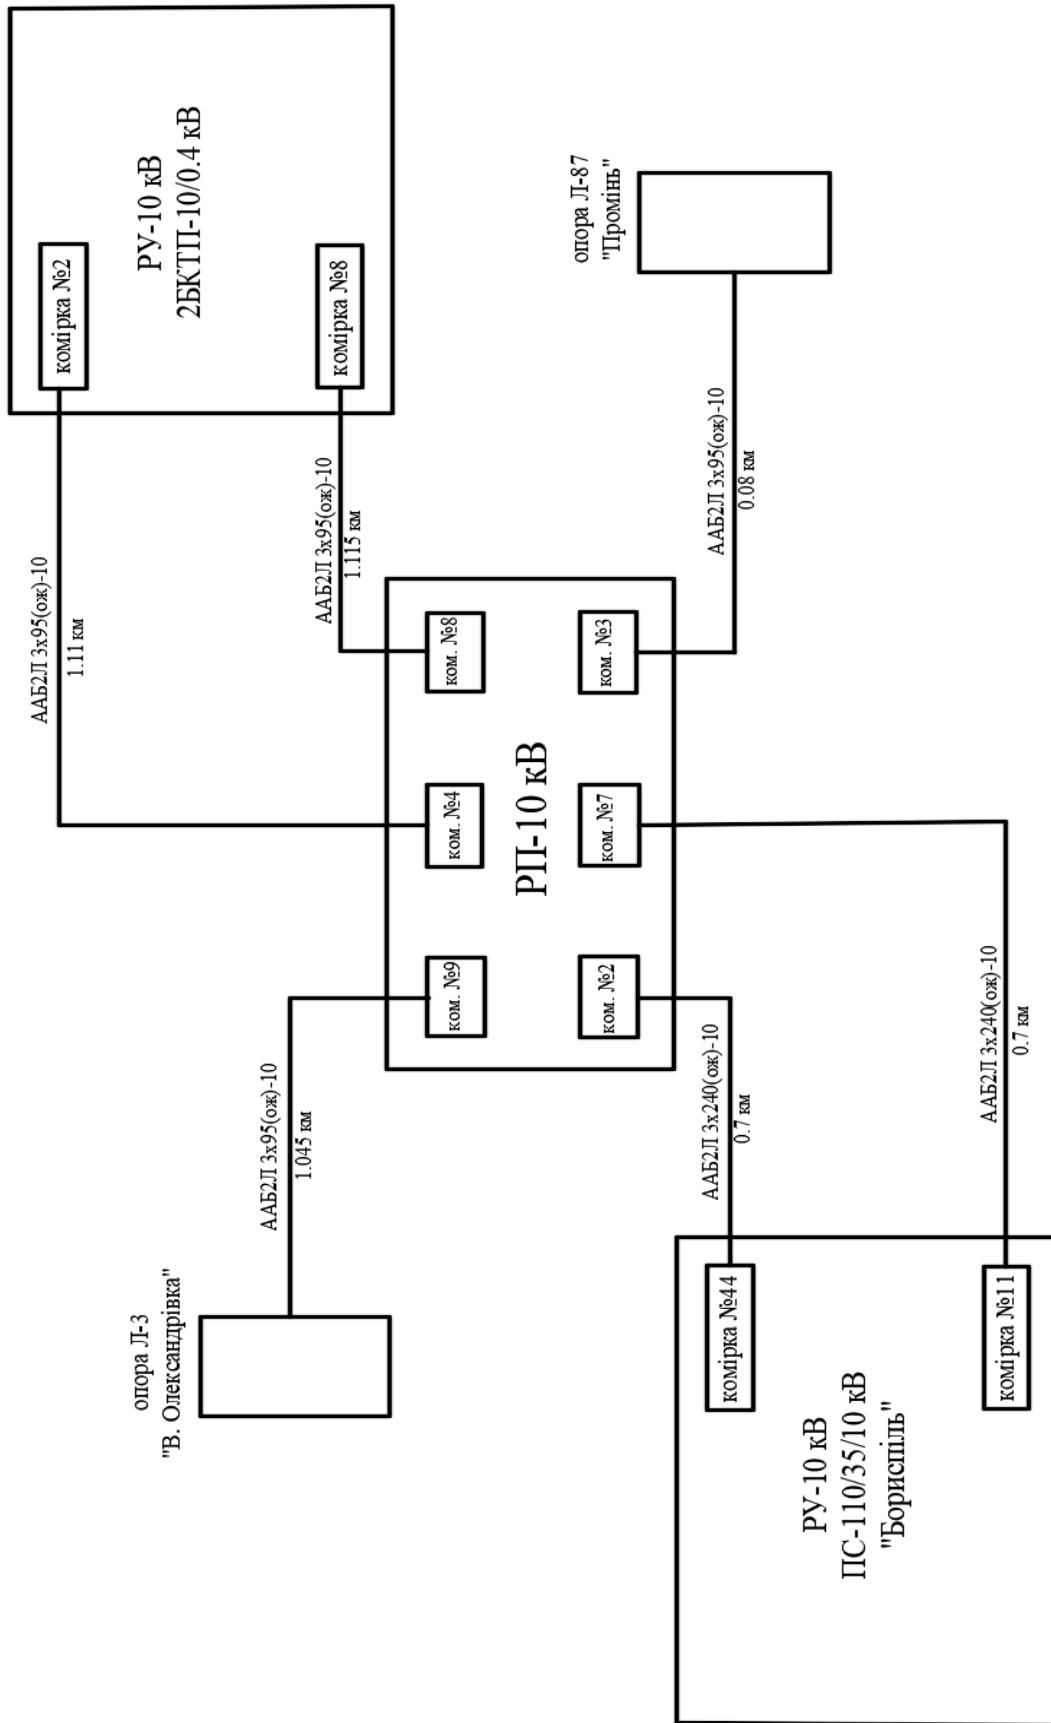 опора Л-3
"В. Олександрівка"
ААБ2Л 3х95(ож)-10
1.045 км
ААБ2Л 3х95(ож)-10
1.11 км
комірка №2
РУ-10 кВ
2БКТП-10/0.4 кВ
комірка №8
ААБ2Л 3х95(ож)-10
1.115 км
ком. №9
ком. №4
ком. №8
РП-10 кВ
ком. №2
ком. №7
ком. №3
опора Л-87
"Промінь"
ААБ2Л 3х95(ож)-10
0.08 км
ААБ2Л 3х240(ож)-10
0.7 км
комірка №44
РУ-10 кВ
ПС-110/35/10 кВ
"Бориспіль"
комірка №11
ААБ2Л 3х240(ож)-10
0.7 км